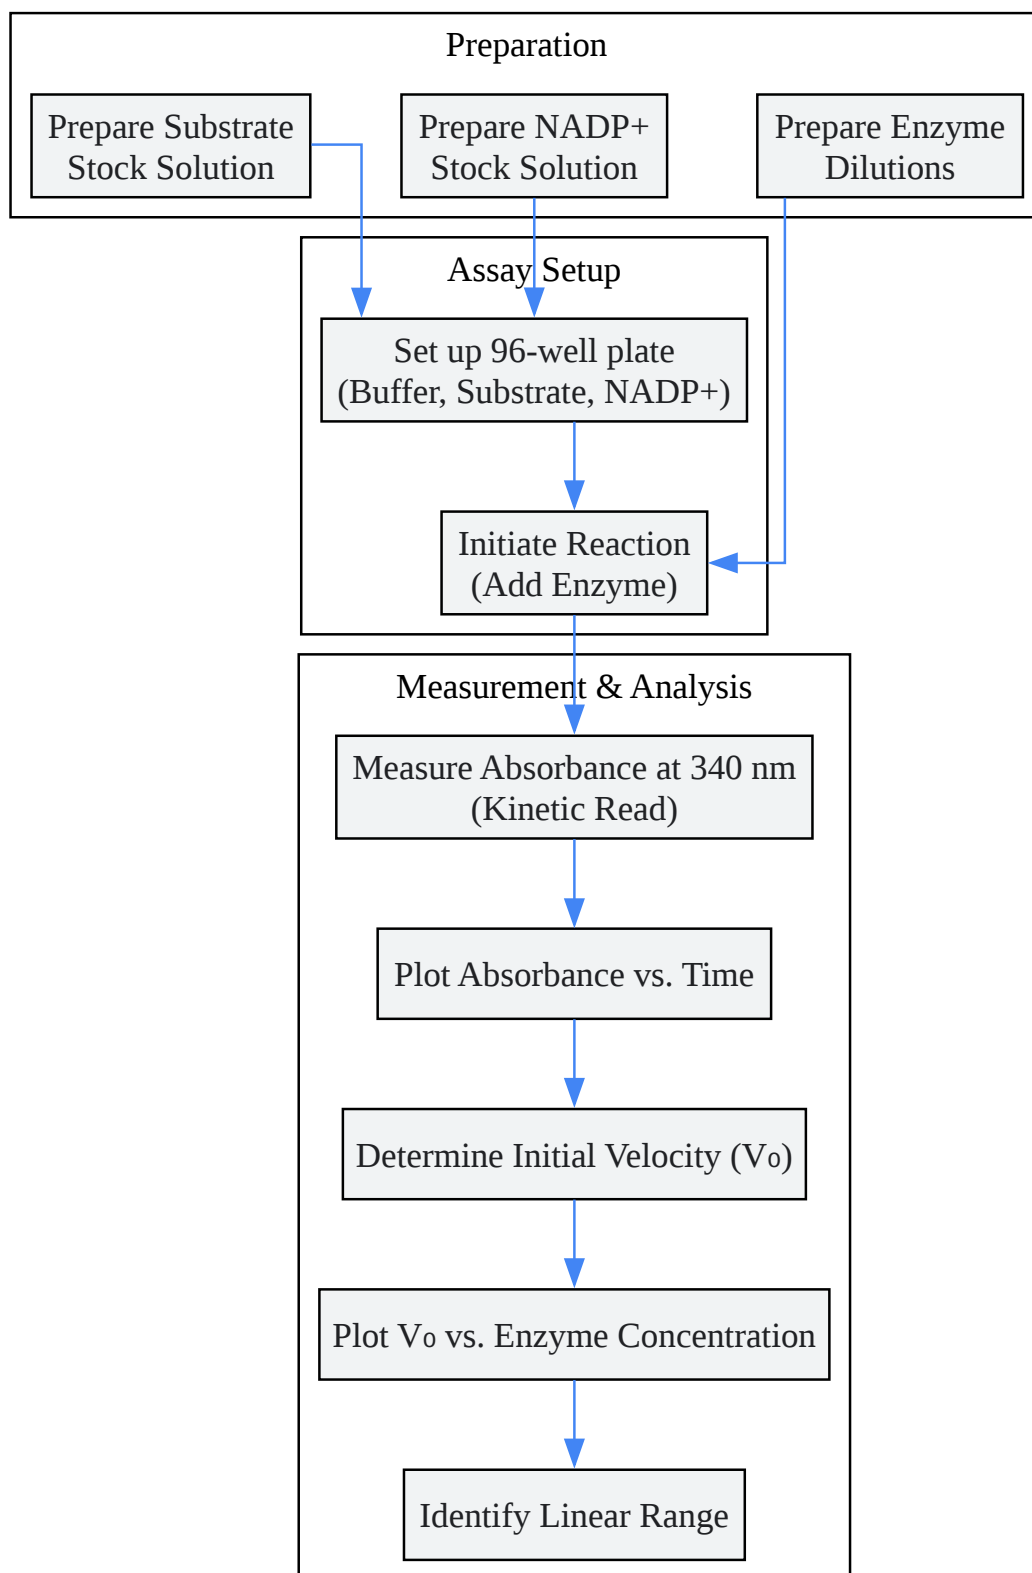 Preparation
Prepare Substrate
Stock Solution
Prepare NADP+
Stock Solution
Prepare Enzyme
Dilutions
Assay Setup
Set up 96-well plate
(Buffer, Substrate, NADP+)
Initiate Reaction
(Add Enzyme)
Measurement & Analysis
Measure Absorbance at 340 nm
(Kinetic Read)
Plot Absorbance vs. Time
Determine Initial Velocity (V₀)
Plot V₀ vs. Enzyme Concentration
Identify Linear Range